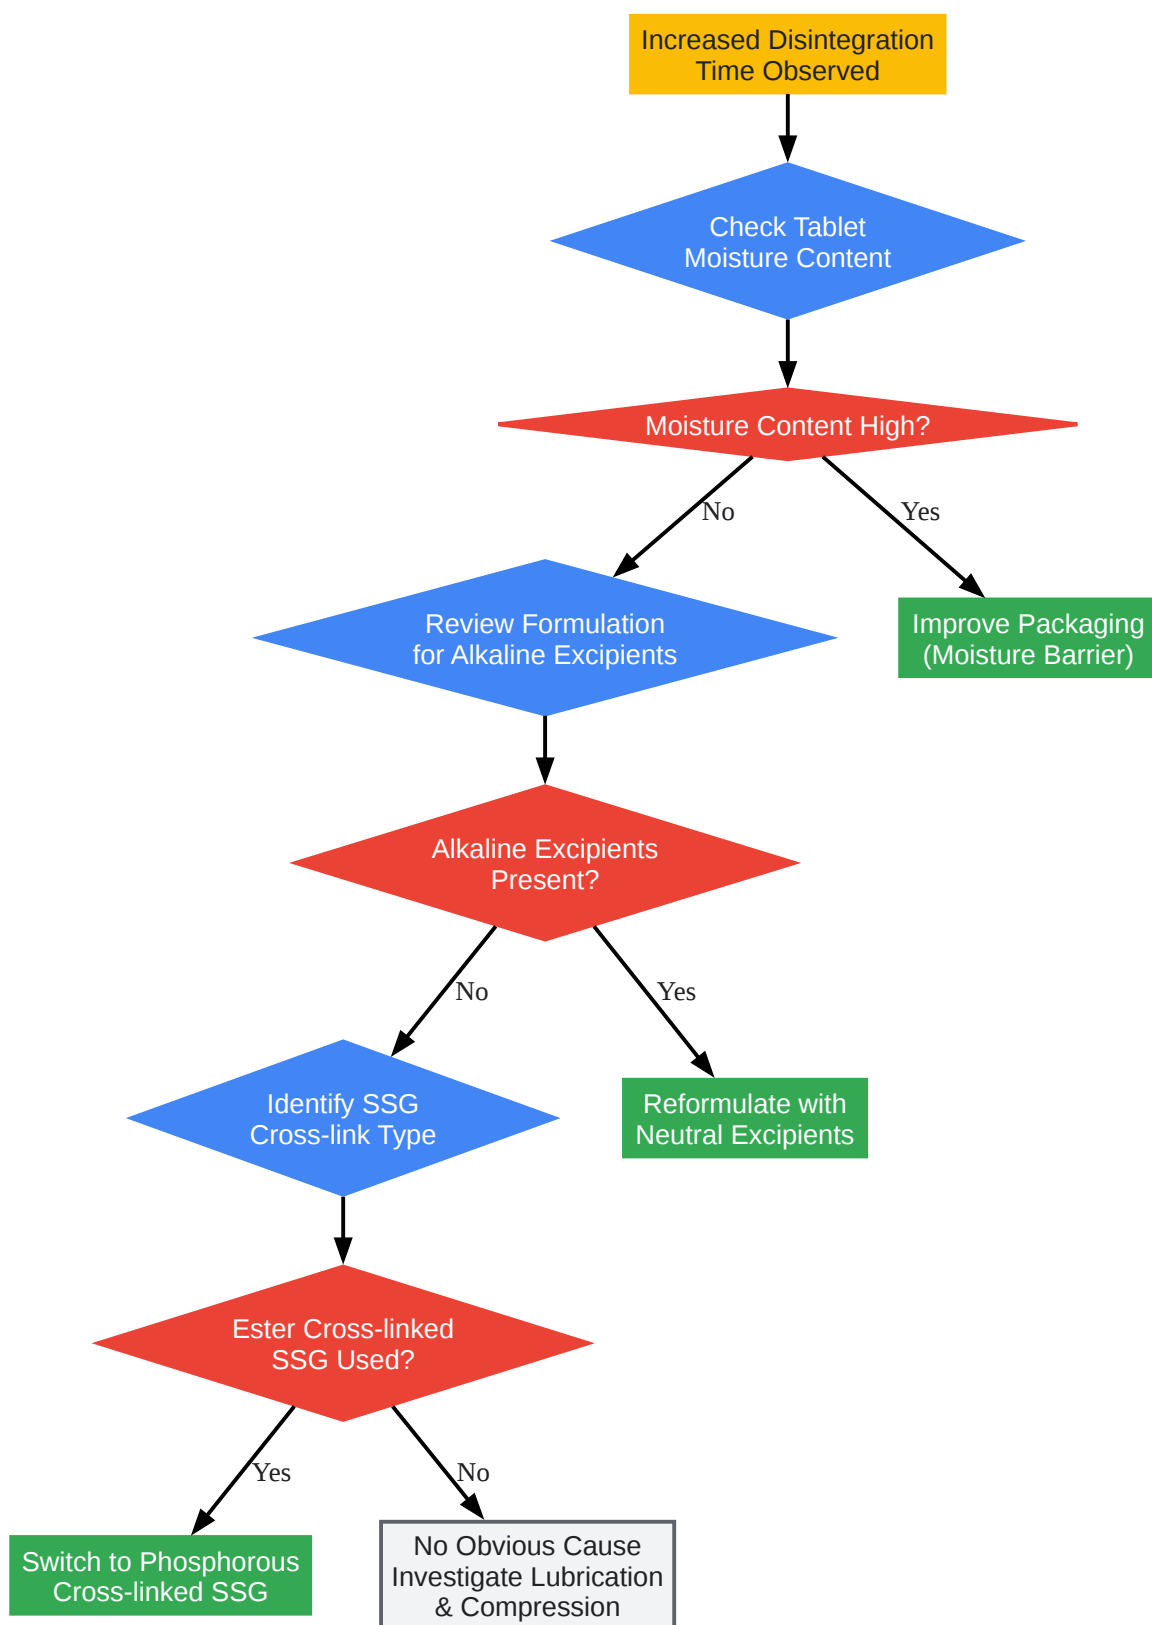 Increased Disintegration
Time Observed
Check Tablet
Moisture Content
Moisture Content High?
No
Yes
Review Formulation
for Alkaline Excipients
Improve Packaging
(Moisture Barrier)
Alkaline Excipients
Present?
No
Yes
Identify SSG
Cross-link Type
Reformulate with
Neutral Excipients
Ester Cross-linked
SSG Used?
Yes
No
Switch to Phosphorous
Cross-linked SSG
No Obvious Cause
Investigate Lubrication
& Compression